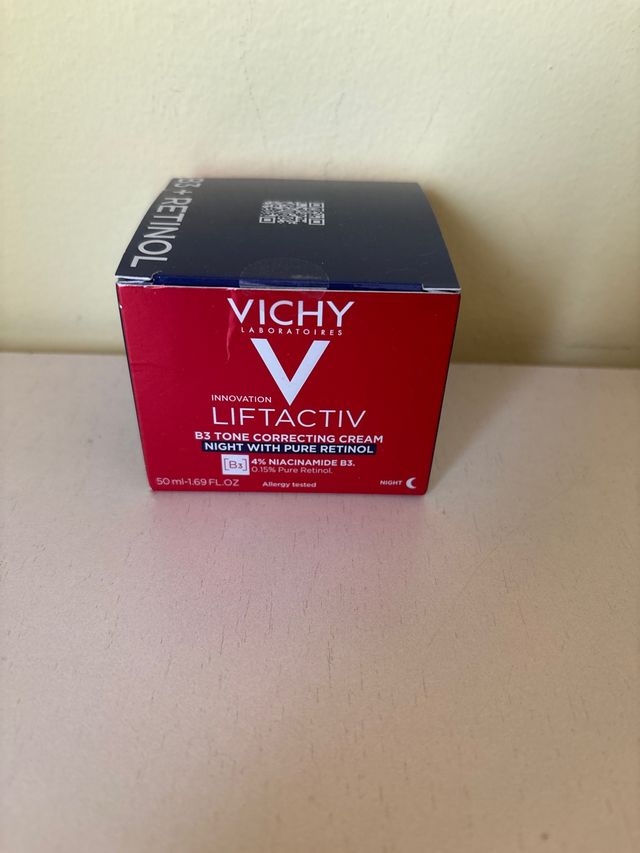 B3 + RETINOL
VICHY
LABORATOIRES
V
INNOVATION
LIFTACTIV
B3 TONE CORRECTING CREAM
NIGHT WITH PURE RETINOL
[B3] 4% NIACINAMIDE B3.
0.15% Pure Retinol.
50 ml-1.69 FL.OZ Allergy tested NIGHT